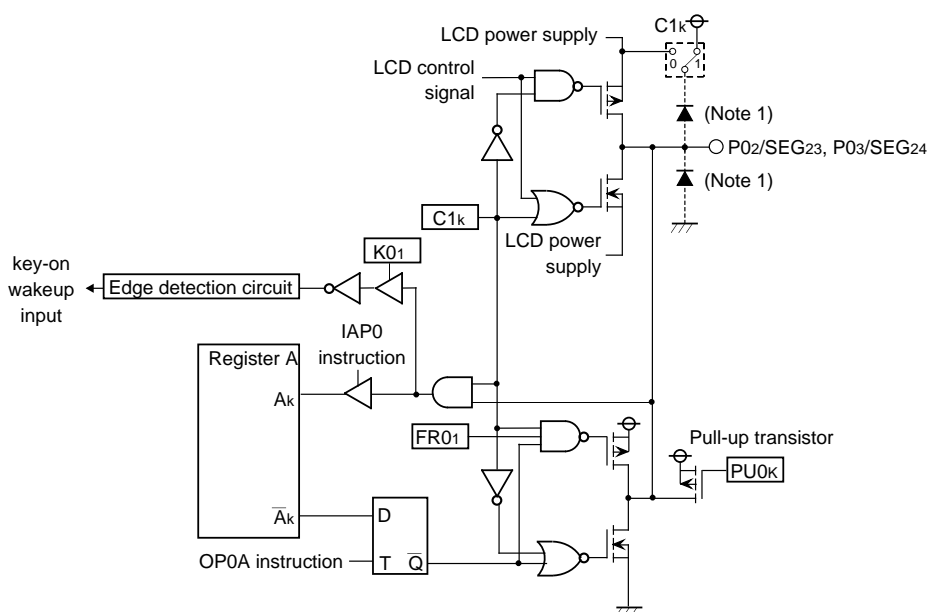 C1k
LCD power supply
0 1
LCD control
signal
(Note 1)
P02/SEG23, P03/SEG24
(Note 1)
C1k
LCD power
supply
K01
key-on
wakeup
input
Edge detection circuit
IAP0
instruction
Register A
Ak
FR01
Pull-up transistor
PU0K
A̅k
D
OP0A instruction
T Q̅